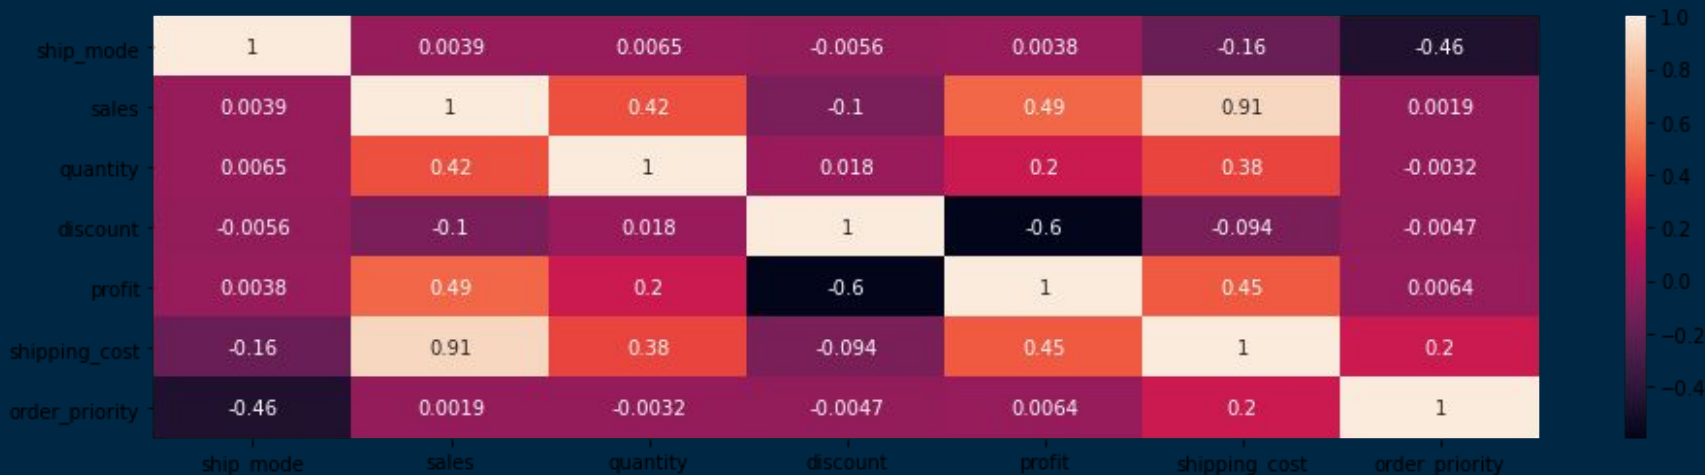 ship_mode 1 0.0039 0.0065 -0.0056 0.0038 -0.16 -0.46
sales 0.0039 1 0.42 -0.1 0.49 0.91 0.0019
quantity 0.0065 0.42 1 0.018 0.2 0.38 -0.0032
discount -0.0056 -0.1 0.018 1 -0.6 -0.094 -0.0047
profit 0.0038 0.49 0.2 -0.6 1 0.45 0.0064
shipping_cost -0.16 0.91 0.38 -0.094 0.45 1 0.2
order_priority -0.46 0.0019 -0.0032 -0.0047 0.0064 0.2 1
ship_mode sales quantity discount profit shipping_cost order_priority
1.0
0.8
0.6
0.4
0.2
0.0
−0.2
−0.4